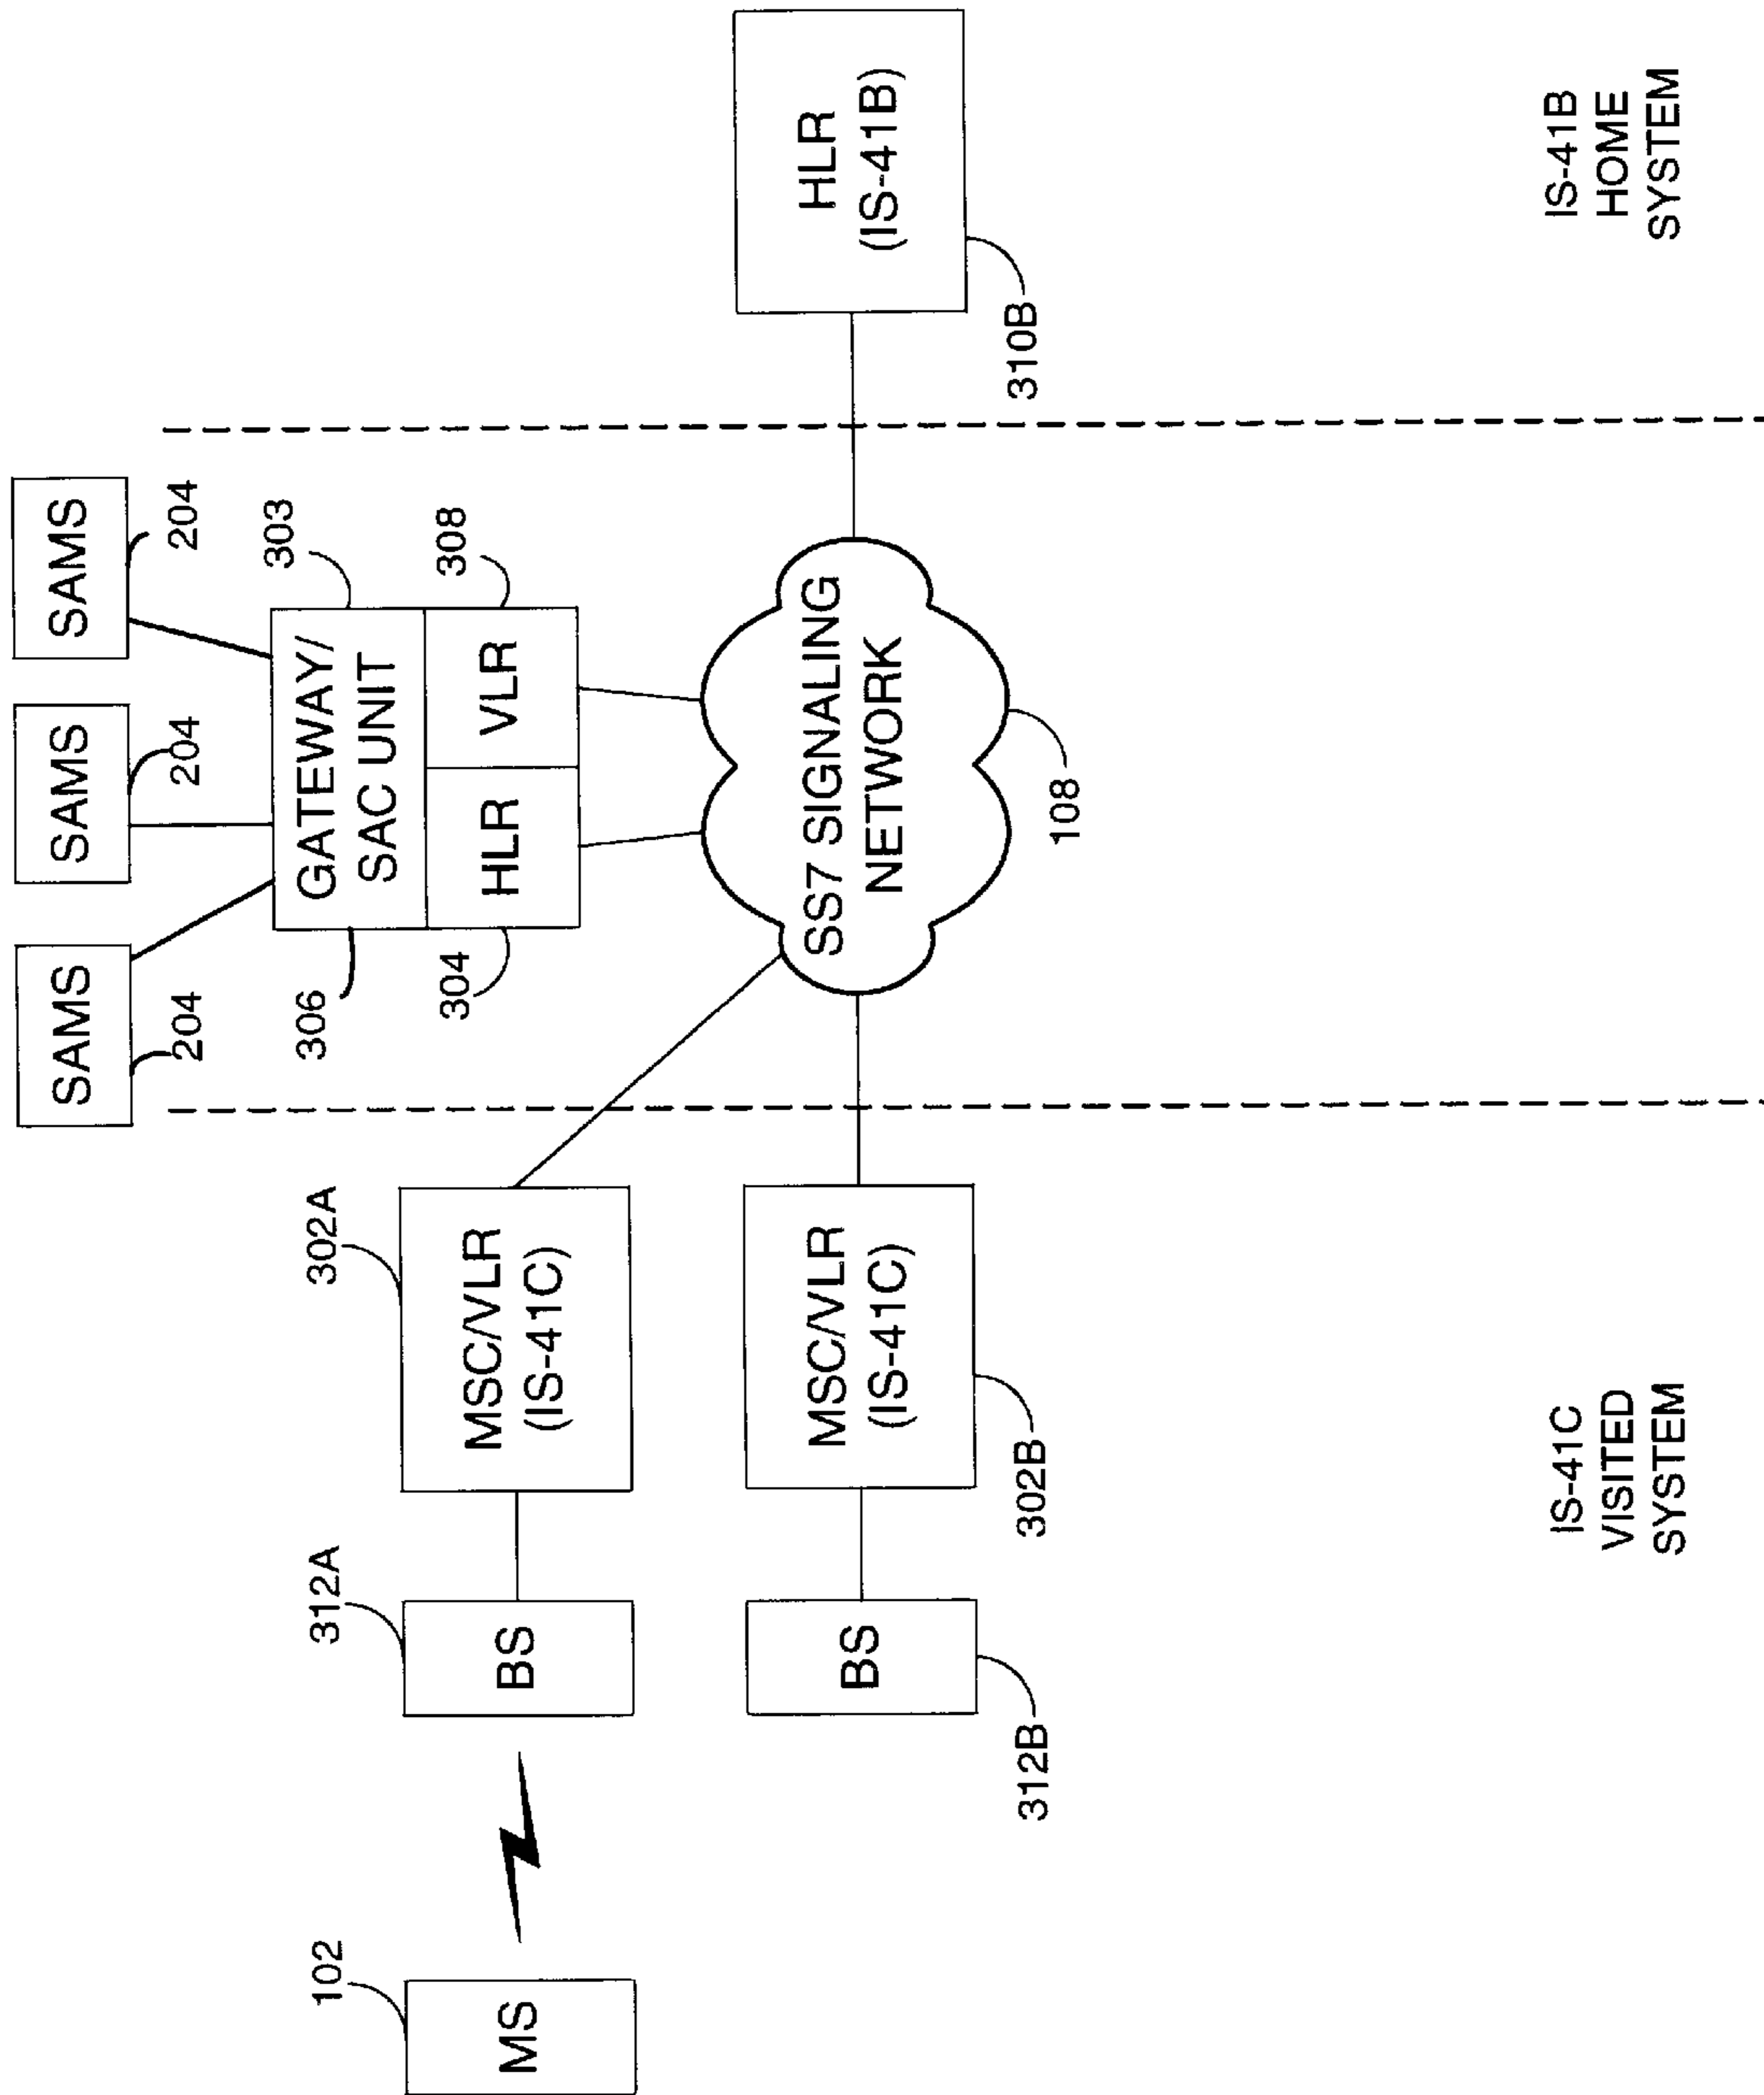 SAMS
204
SAMS
204
SAMS
204
306
303
GATEWAY/
SAC UNIT
304
HLR
VLR
308
102
MS
312A
BS
302A
MSC/VLR
(IS-41C)
SS7 SIGNALING
NETWORK
108
HLR
(IS-41B)
310B
BS
312B
MSC/VLR
(IS-41C)
302B
IS-41C
VISITED
SYSTEM
IS-41B
HOME
SYSTEM